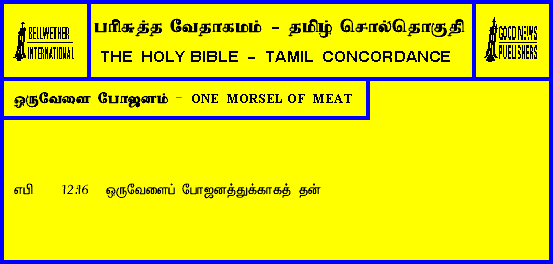 BELLWETHER
INTERNATIONAL
பரிசுத்த வேதாகமம் - தமிழ் சொல்தொகுதி
THE HOLY BIBLE - TAMIL CONCORDANCE
GOOD NEWS
PUBLISHERS
ஒருவேளை போஜனம் - ONE MORSEL OF MEAT
எபி 12:16 ஒருவேளைப் போஜனத்துக்காகத் தன்